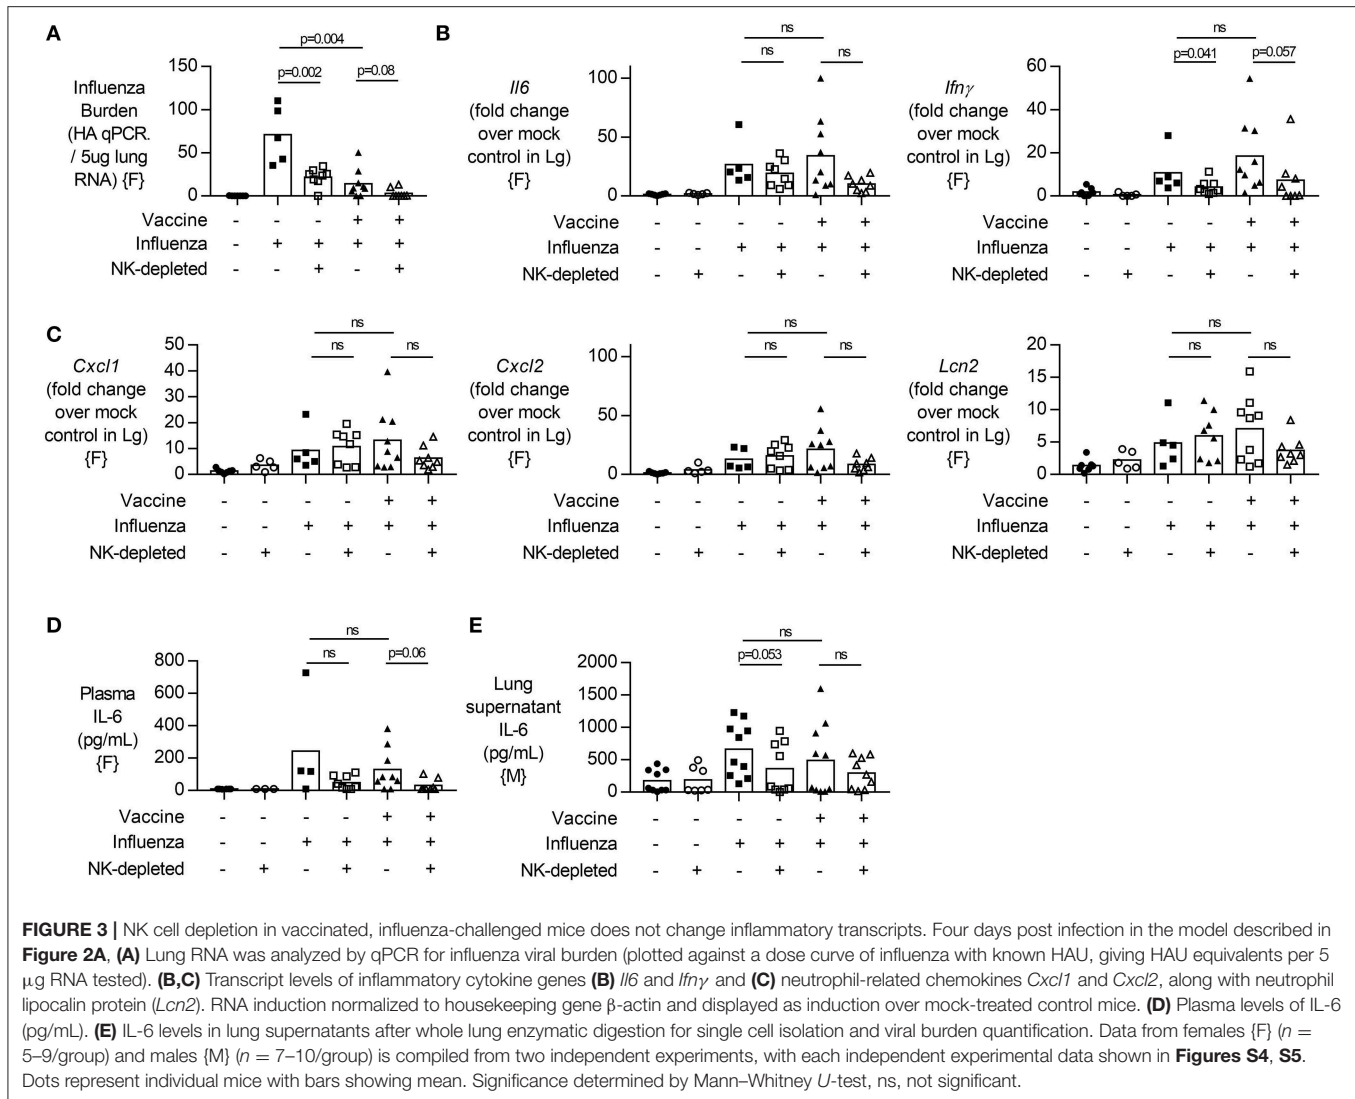 A
Influenza
Burden
(HA qPCR.
/ 5ug lung
RNA) {F}
p=0.004
p=0.002
p=0.08
150
100
50
0
Vaccine - - - + +
Influenza - + + + +
NK-depleted - - + - +
B
Il6
(fold change
over mock
control in Lg)
{F}
ns
ns
ns
100
50
0
Vaccine - - - - + +
Influenza - - + + + +
NK-depleted - + - + - +
Ifnγ
(fold change
over mock
control in Lg)
{F}
ns
p=0.041
p=0.057
60
40
20
0
Vaccine - - - - + +
Influenza - - + + + +
NK-depleted - + - + - +
C
Cxcl1
(fold change
over mock
control in Lg)
{F}
ns
ns
ns
50
40
30
20
10
0
Vaccine - - - - + +
Influenza - - + + + +
NK-depleted - + - + - +
Cxcl2
(fold change
over mock
control in Lg)
{F}
ns
ns
ns
100
50
0
Vaccine - - - - + +
Influenza - - + + + +
NK-depleted - + - + - +
Lcn2
(fold change
over mock
control in Lg)
{F}
ns
ns
ns
20
15
10
5
0
Vaccine - - - - + +
Influenza - - + + + +
NK-depleted - + - + - +
D
Plasma
IL-6
(pg/mL)
{F}
ns
ns
p=0.06
800
600
400
200
0
Vaccine - - - - + +
Influenza - - + + + +
NK-depleted - + - + - +
E
Lung
supernatant
IL-6
(pg/mL)
{M}
ns
p=0.053
ns
2000
1500
1000
500
0
Vaccine - - - - + +
Influenza - - + + + +
NK-depleted - + - + - +
FIGURE 3 | NK cell depletion in vaccinated, influenza-challenged mice does not change inflammatory transcripts. Four days post infection in the model described in
Figure 2A, (A) Lung RNA was analyzed by qPCR for influenza viral burden (plotted against a dose curve of influenza with known HAU, giving HAU equivalents per 5
μg RNA tested). (B,C) Transcript levels of inflammatory cytokine genes (B) Il6 and Ifnγ and (C) neutrophil-related chemokines Cxcl1 and Cxcl2, along with neutrophil
lipocalin protein (Lcn2). RNA induction normalized to housekeeping gene β-actin and displayed as induction over mock-treated control mice. (D) Plasma levels of IL-6
(pg/mL). (E) IL-6 levels in lung supernatants after whole lung enzymatic digestion for single cell isolation and viral burden quantification. Data from females {F} (n =
5–9/group) and males {M} (n = 7–10/group) is compiled from two independent experiments, with each independent experimental data shown in Figures S4, S5.
Dots represent individual mice with bars showing mean. Significance determined by Mann–Whitney U-test, ns, not significant.